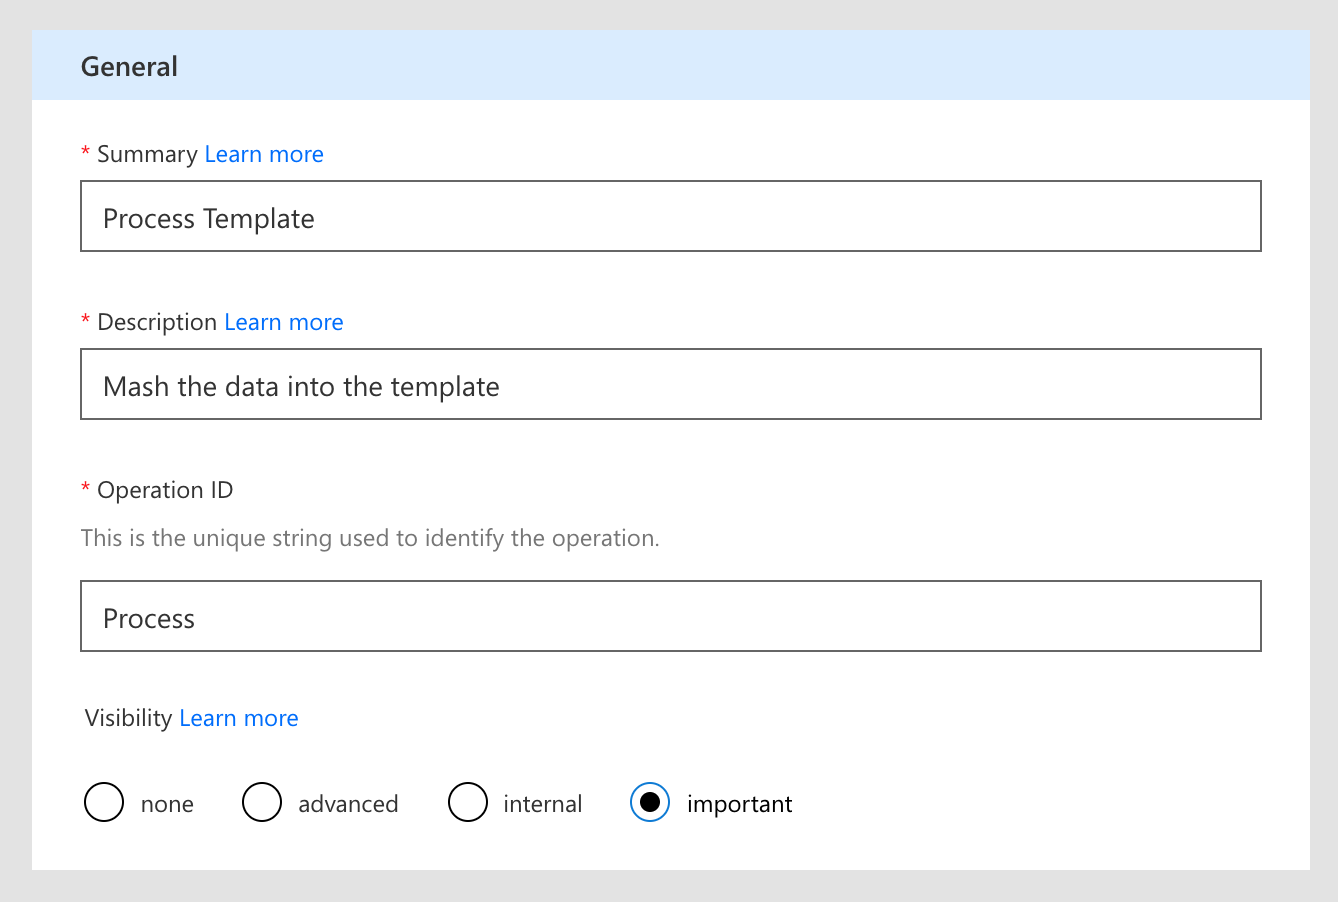 General
* Summary Learn more
Process Template
* Description Learn more
Mash the data into the template
* Operation ID
This is the unique string used to identify the operation.
Process
Visibility Learn more
none advanced internal important